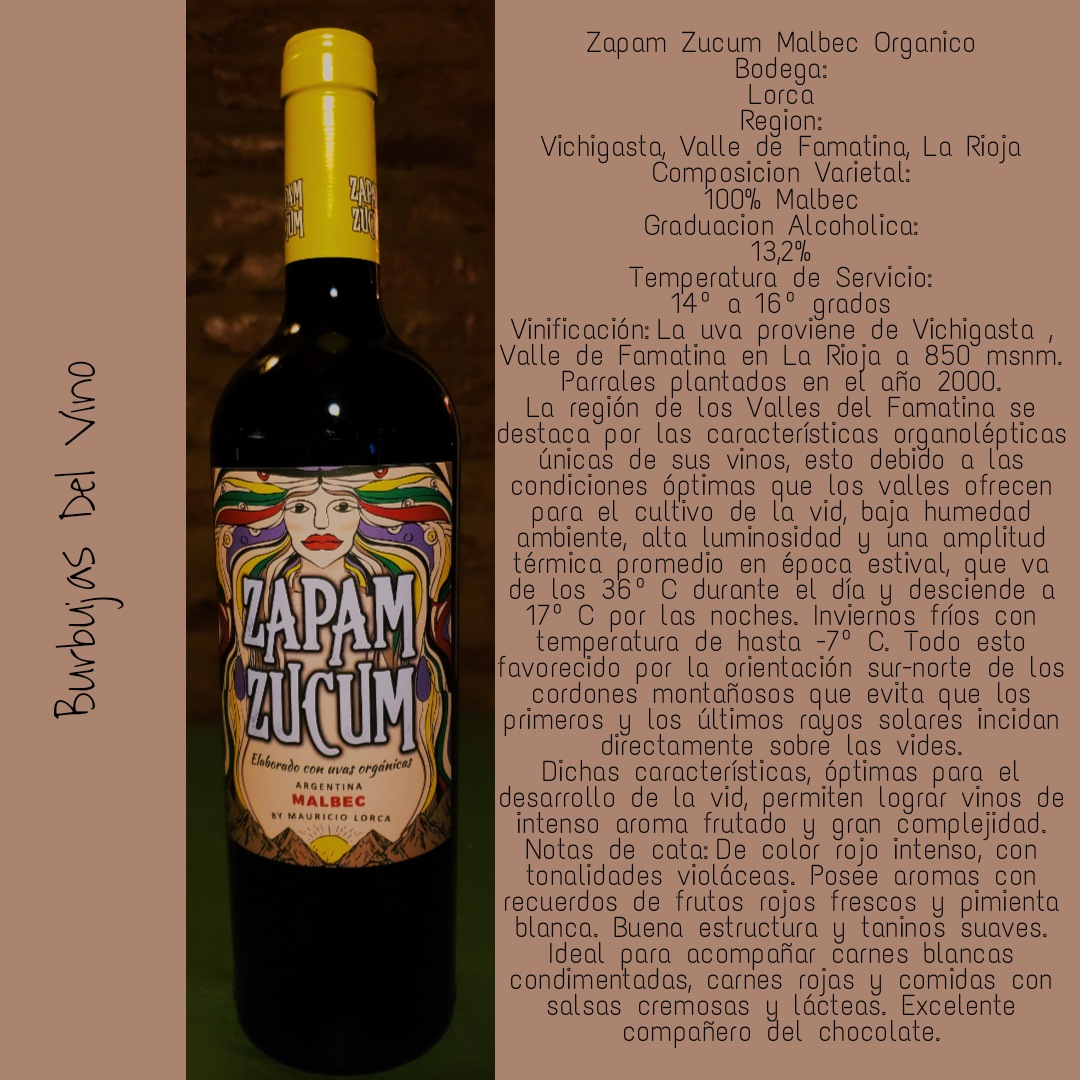 Burbujas Del Vino
ZAPAM
ZUCUM
ZAPAM
ZUCUM
Elaborado con uvas orgánicas
ARGENTINA
MALBEC
BY MAURICIO LORCA
Zapam Zucum Malbec Organico
Bodega:
Lorca
Region:
Vichigasta, Valle de Famatina, La Rioja
Composicion Varietal:
100% Malbec
Graduacion Alcoholica:
13,2%
Temperatura de Servicio:
14º a 16º grados
Vinificación: La uva proviene de Vichigasta ,
Valle de Famatina en La Rioja a 850 msnm.
Parrales plantados en el año 2000.
La región de los Valles del Famatina se
destaca por las características organolépticas
únicas de sus vinos, esto debido a las
condiciones óptimas que los valles ofrecen
para el cultivo de la vid, baja humedad
ambiente, alta luminosidad y una amplitud
térmica promedio en época estival, que va
de los 36º C durante el día y desciende a
17º C por las noches. Inviernos fríos con
temperatura de hasta -7º C. Todo esto
favorecido por la orientación sur-norte de los
cordones montañosos que evita que los
primeros y los últimos rayos solares incidan
directamente sobre las vides.
Dichas características, óptimas para el
desarrollo de la vid, permiten lograr vinos de
intenso aroma frutado y gran complejidad.
Notas de cata: De color rojo intenso, con
tonalidades violáceas. Posee aromas con
recuerdos de frutos rojos frescos y pimienta
blanca. Buena estructura y taninos suaves.
Ideal para acompañar carnes blancas
condimentadas, carnes rojas y comidas con
salsas cremosas y lácteas. Excelente
compañero del chocolate.